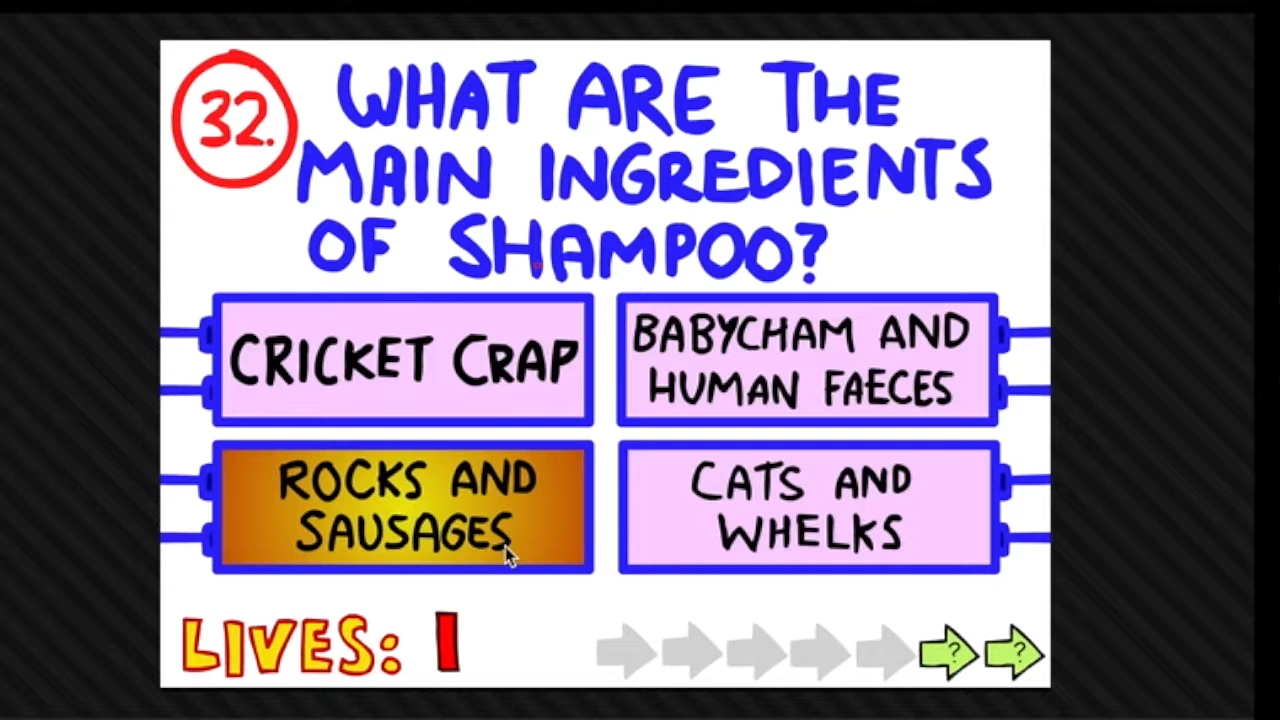 32.
WHAT ARE THE
MAIN INGREDIENTS
OF SHAMPOO?
CRICKET CRAP
BABYCHAM AND
HUMAN FAECES
ROCKS AND
SAUSAGES
CATS AND
WHELKS
LIVES: 1
? ?